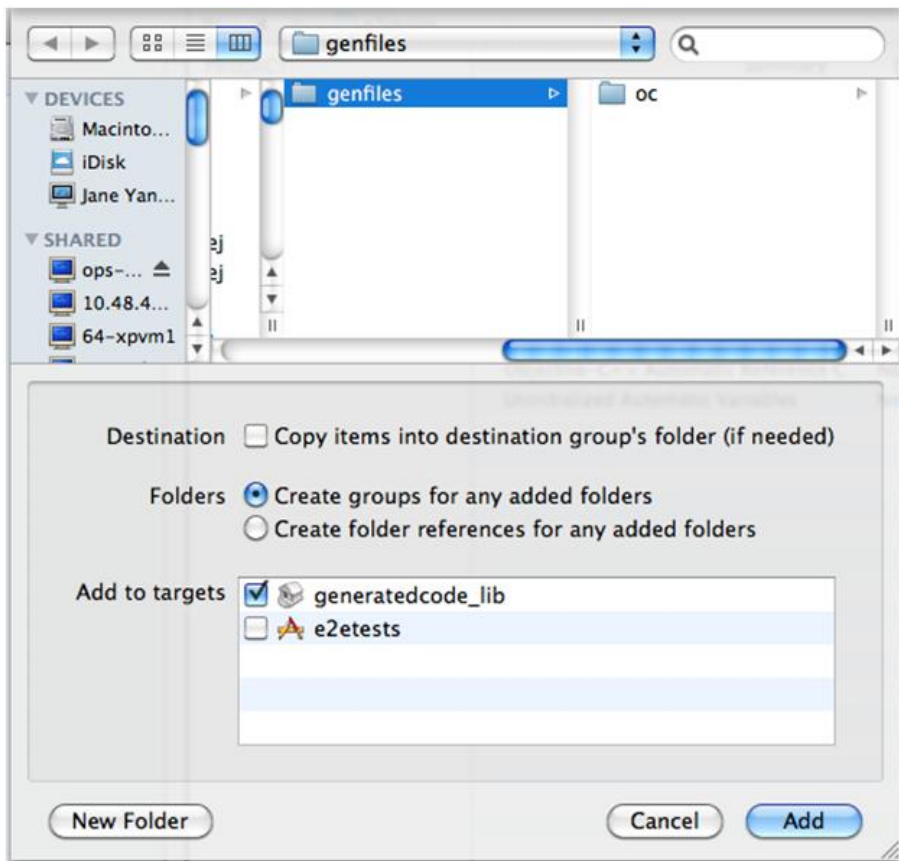 genfiles
DEVICES
Macinto...
iDisk
Jane Yan...
SHARED
ej
ops-...
ej
10.48.4...
64-xpvm1
genfiles
oc
Destination Copy items into destination group's folder (if needed)
Folders Create groups for any added folders
Create folder references for any added folders
Add to targets generatedcode_lib
e2etests
New Folder Cancel Add